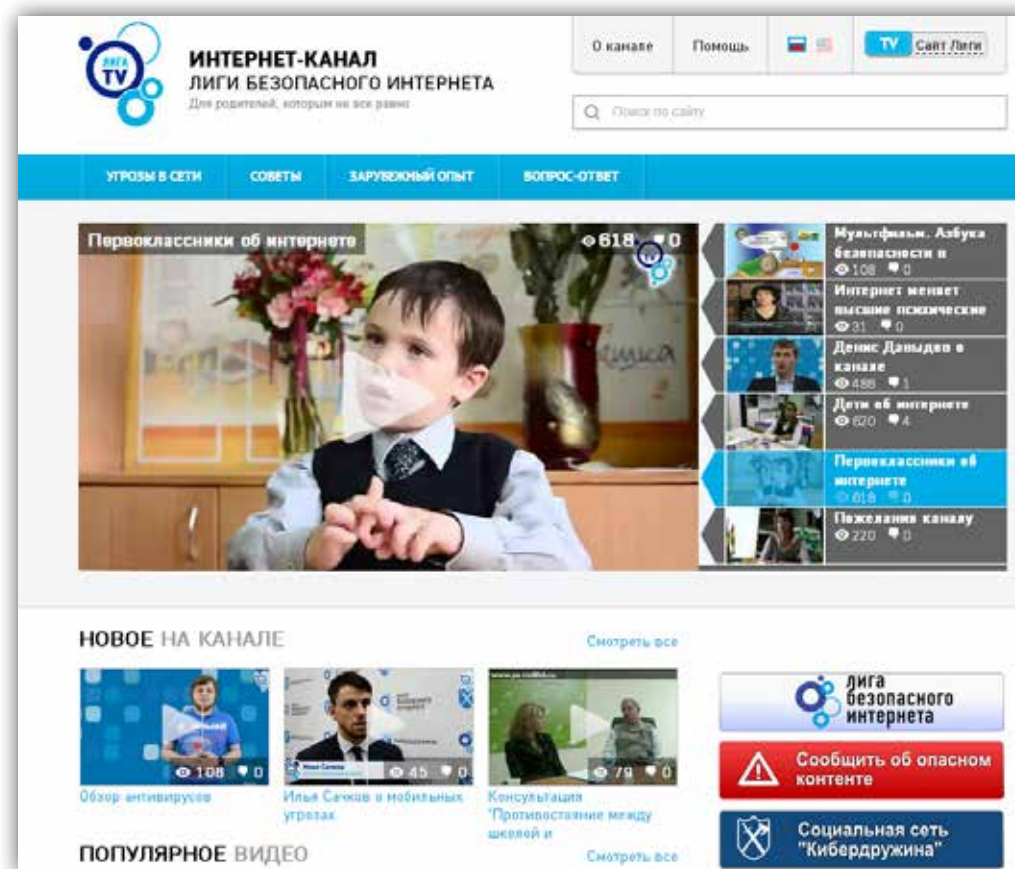 ЛИГА
TV
ИНТЕРНЕТ-КАНАЛ
ЛИГИ БЕЗОПАСНОГО ИНТЕРНЕТА
Для родителей, которым не все равно
О канале
Помощь
TV Сайт Лиги
Поиск по сайту
УГРОЗЫ В СЕТИ
СОВЕТЫ
ЗАРУБЕЖНЫЙ ОПЫТ
ВОПРОС-ОТВЕТ
Первоклассники об интернете
618 0
TV
Мультфильм. Азбука
безопасности в
108 0
Интернет меняет
высшие психические
31 0
Денис Давыдов о
канале
488 1
Дети об интернете
620 4
Первоклассники об
интернете
618 0
Пожелания каналу
220 0
НОВОЕ НА КАНАЛЕ
Смотреть все
108 0
Обзор антивирусов
Илья Сачков
45 0
Илья Сачков о мобильных
угрозах
79 0
Консультация
"Противостояние между
школой и
лига
безопасного
интернета
Сообщить об опасном
контенте
Социальная сеть
"Кибердружина"
ПОПУЛЯРНОЕ ВИДЕО
Смотреть все